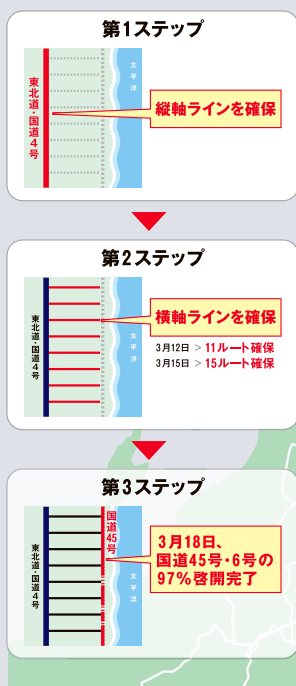 第1ステップ
東北道・国道4号
太平洋
縦軸ラインを確保
第2ステップ
東北道・国道4号
太平洋
横軸ラインを確保
3月12日 > 11ルート確保
3月15日 > 15ルート確保
第3ステップ
東北道・国道4号
国道45号
太平洋
3月18日、
国道45号・6号の
97%啓開完了